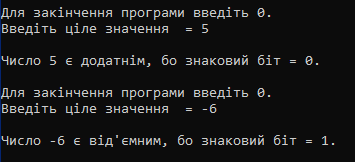 Для закінчення програми введіть 0.
Введіть ціле значення  = 5
Число 5 є додатнім, бо знаковий біт = 0.
Для закінчення програми введіть 0.
Введіть ціле значення  = -6
Число -6 є від'ємним, бо знаковий біт = 1.